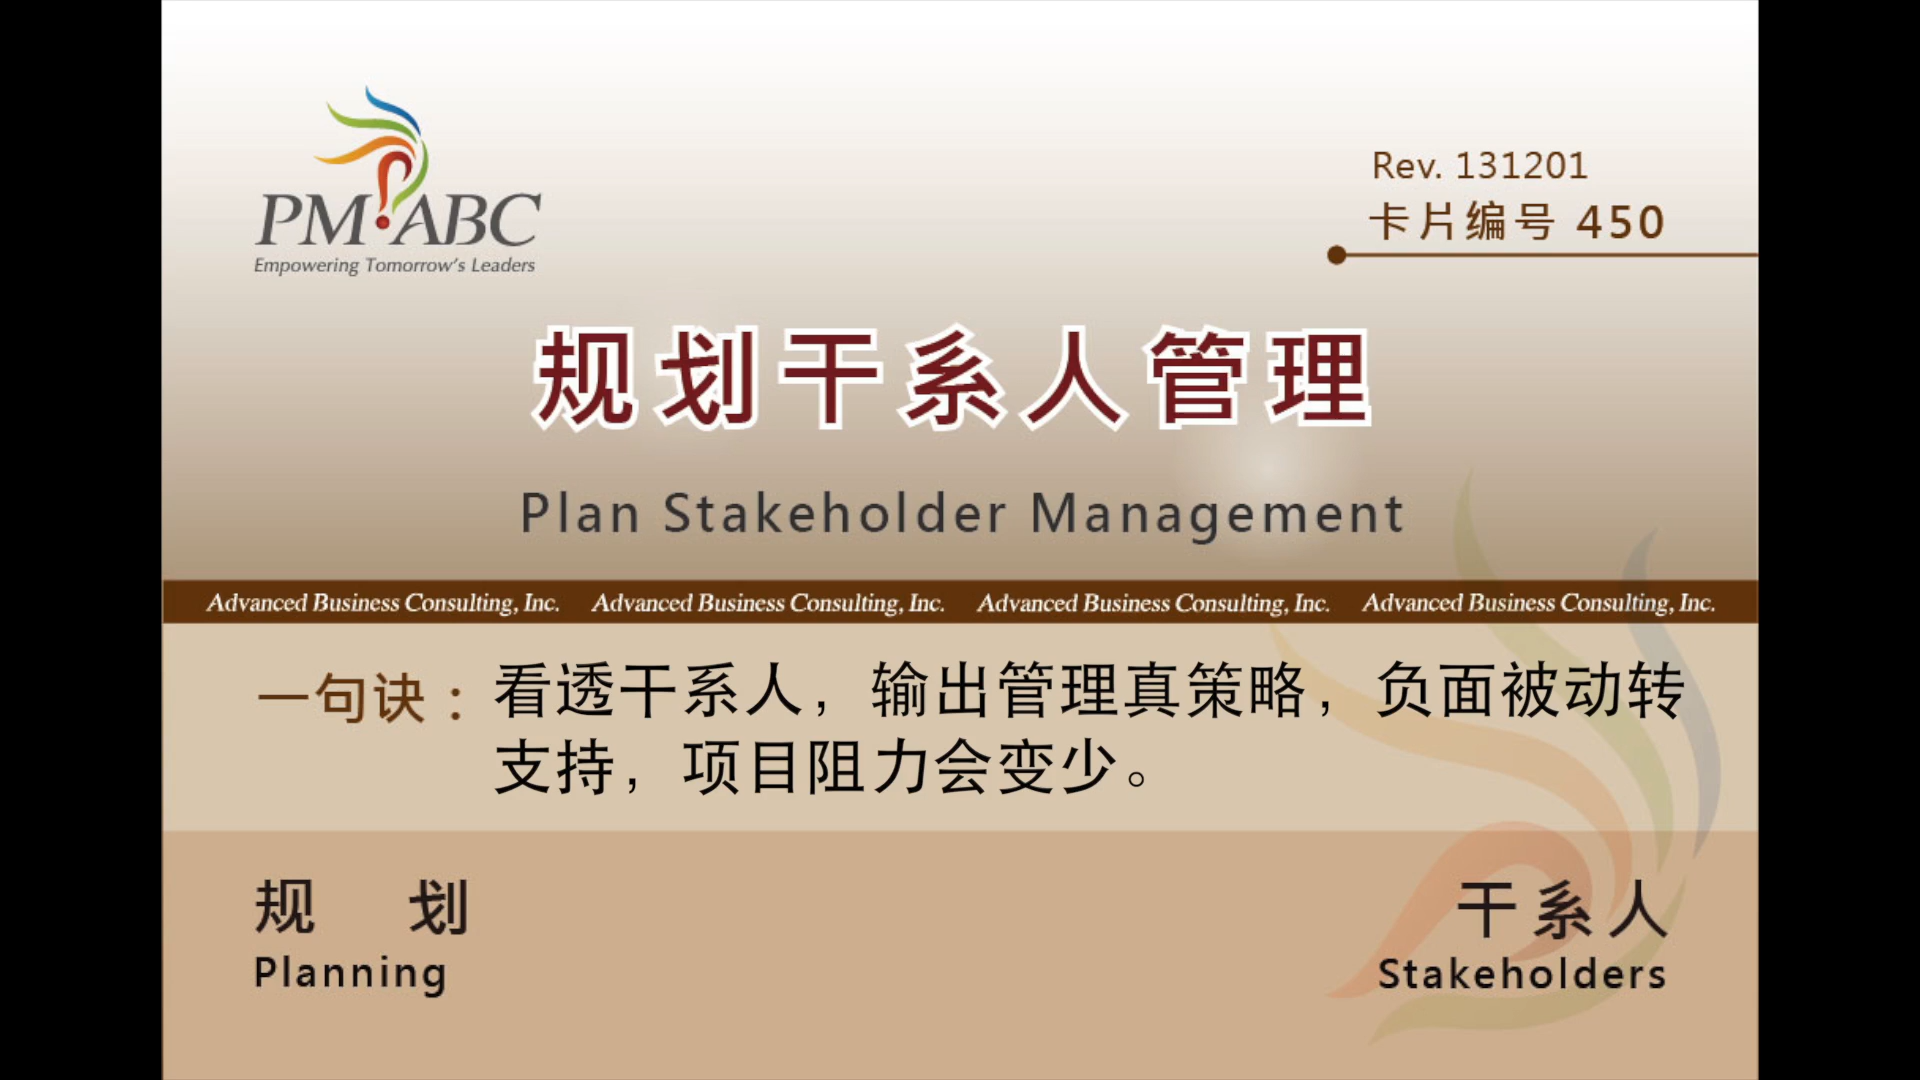 PM ABC
Empowering Tomorrow's Leaders
Rev. 131201
卡片编号 450
规划干系人管理
Plan Stakeholder Management
Advanced Business Consulting, Inc. Advanced Business Consulting, Inc. Advanced Business Consulting, Inc. Advanced Business Consulting, Inc.
一句诀：看透干系人，输出管理真策略，负面被动转
支持，项目阻力会变少。
规 划
Planning
干系人
Stakeholders